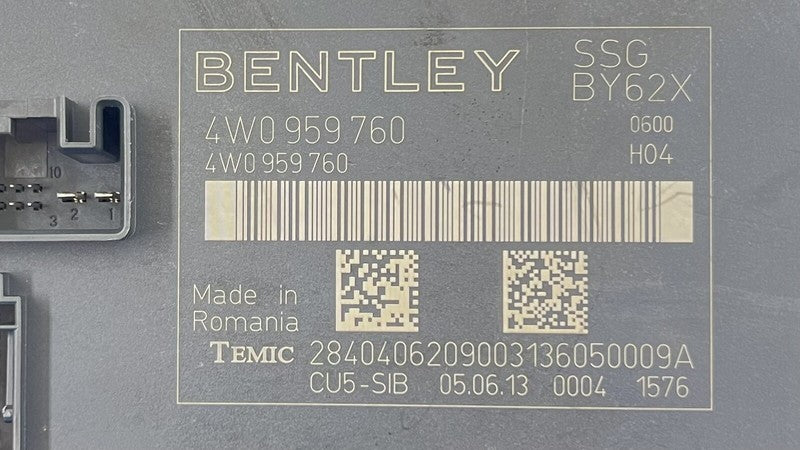 BENTLEY
SSG
BY62X
4W0 959 760
0600
4W0 959 760
H04
Made in
Romania
TEMIC 2840406209003136050009A
CU5-SIB 05.06.13 0004 1576
10
3 2 1